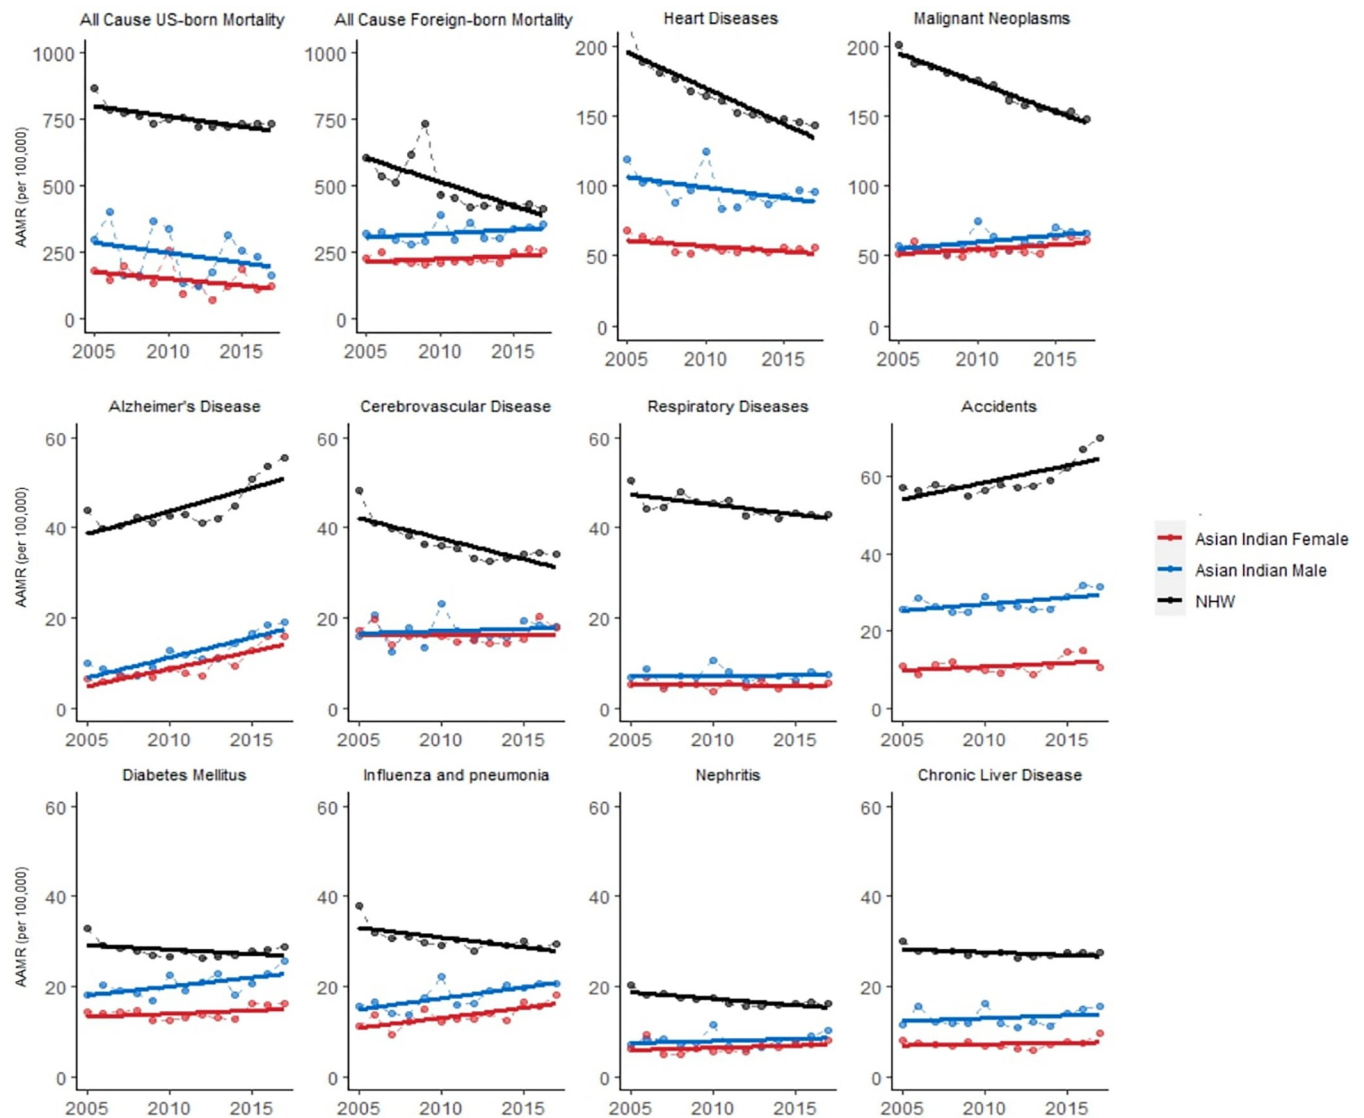 All Cause US-born Mortality
All Cause Foreign-born Mortality
Heart Diseases
Malignant Neoplasms
AAMR (per 100,000)
1000
750
500
250
0
2005 2010 2015
1000
750
500
250
0
2005 2010 2015
200
150
100
50
0
2005 2010 2015
200
150
100
50
0
2005 2010 2015
Alzheimer's Disease
Cerebrovascular Disease
Respiratory Diseases
Accidents
AAMR (per 100,000)
60
40
20
0
2005 2010 2015
60
40
20
0
2005 2010 2015
60
40
20
0
2005 2010 2015
60
40
20
0
2005 2010 2015
Asian Indian Female
Asian Indian Male
NHW
Diabetes Mellitus
Influenza and pneumonia
Nephritis
Chronic Liver Disease
AAMR (per 100,000)
60
40
20
0
2005 2010 2015
60
40
20
0
2005 2010 2015
60
40
20
0
2005 2010 2015
60
40
20
0
2005 2010 2015